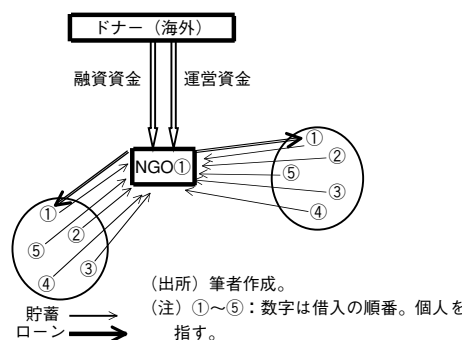 ドナー（海外）
融資資金 運営資金
NGO①
①
②
⑤
③
④
①
②
⑤
③
④
（出所）筆者作成。
貯蓄
（注）①～⑤：数字は借入の順番。個人を
ローン
指す。